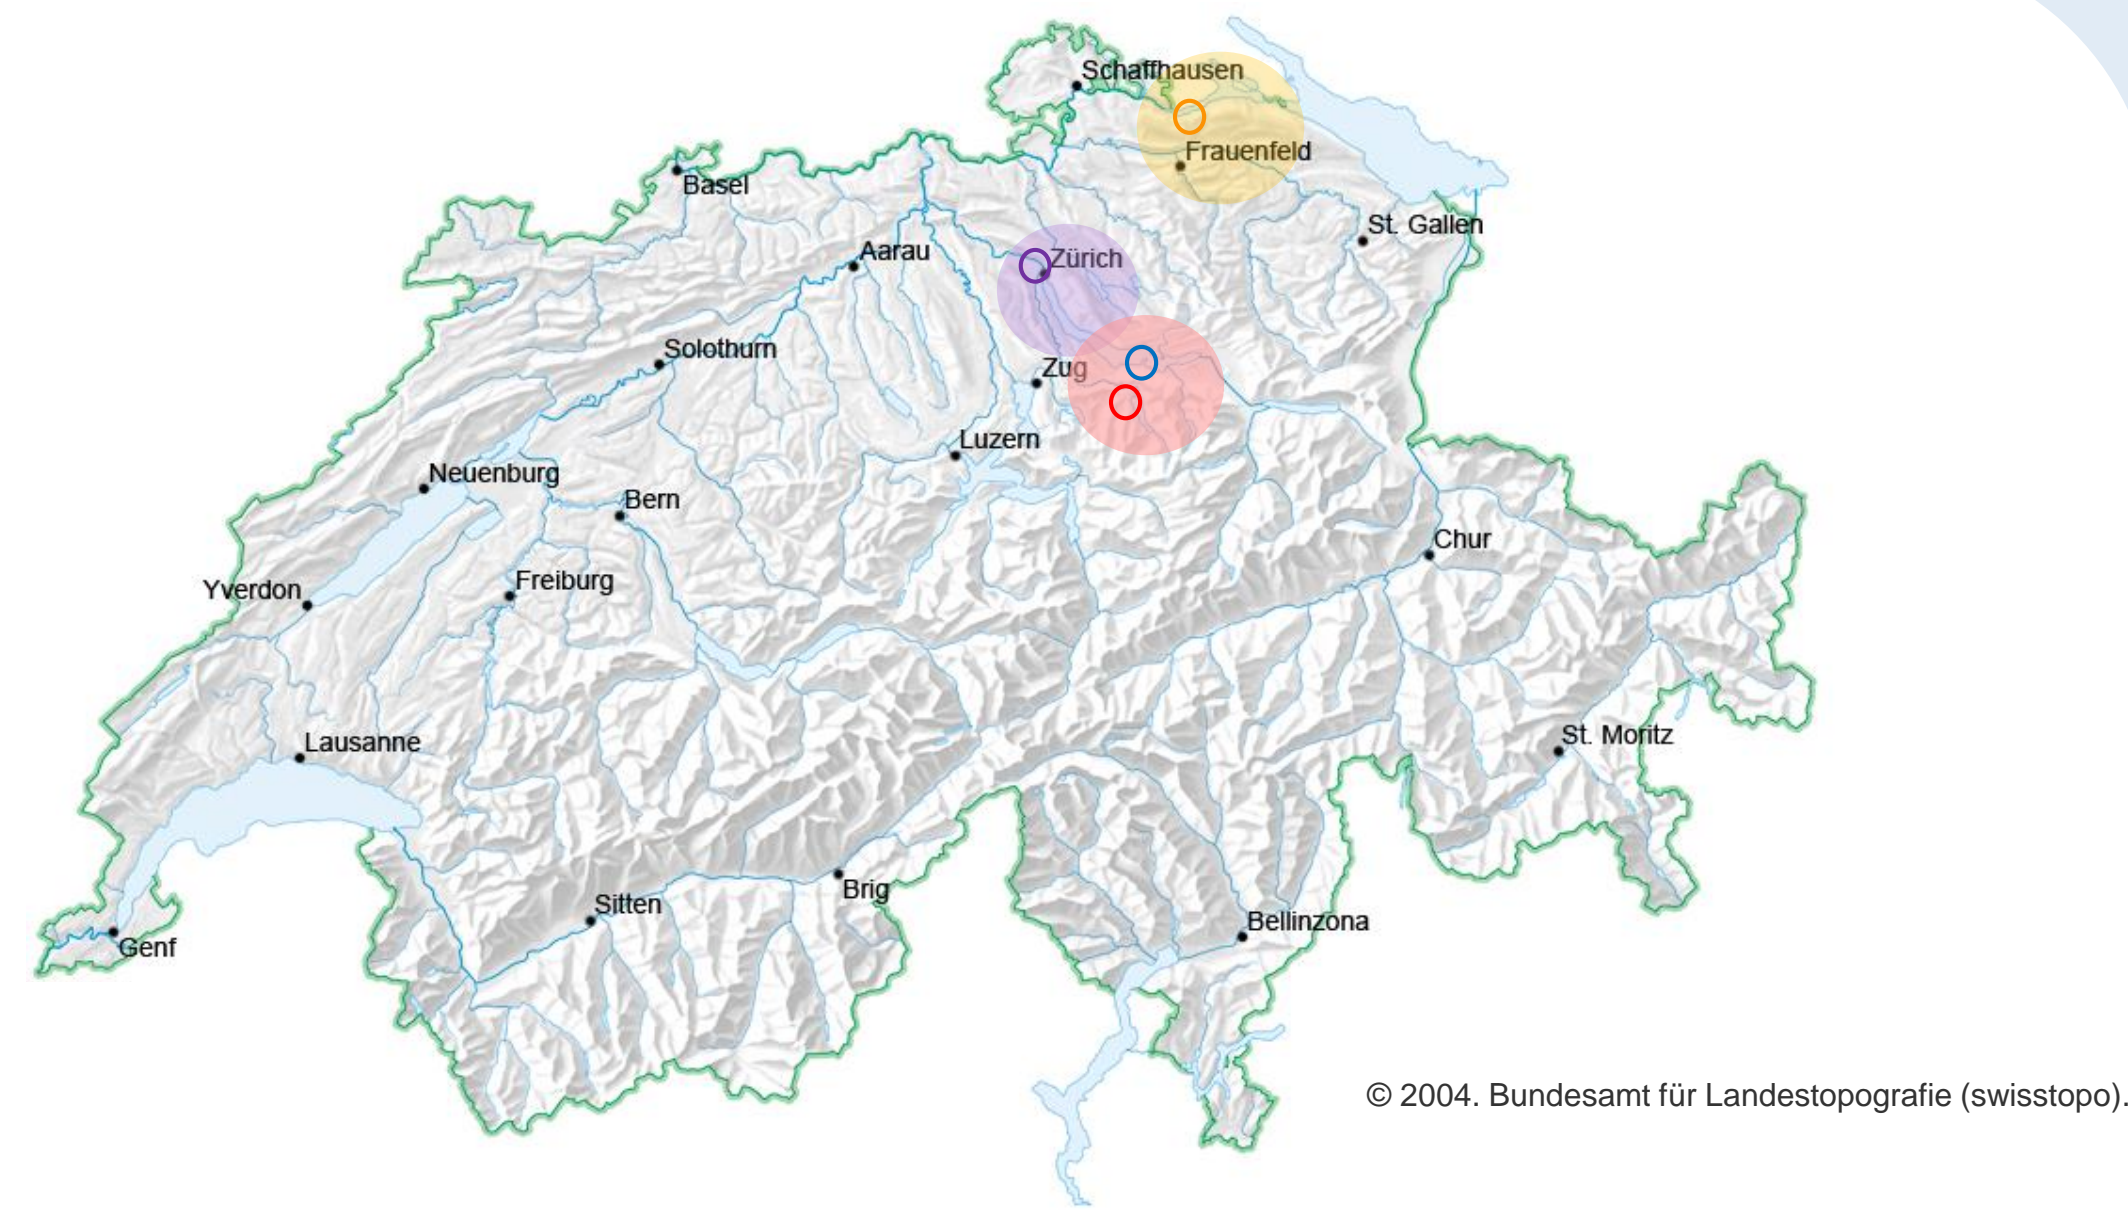 Schaffhausen
Frauenfeld
Basel
St. Gallen
Aarau
Zürich
Solothurn
Zug
Luzern
Neuenburg
Bern
Chur
Yverdon
Freiburg
St. Moritz
Lausanne
Brig
Sitten
Bellinzona
Genf
© 2004. Bundesamt für Landestopografie (swisstopo).